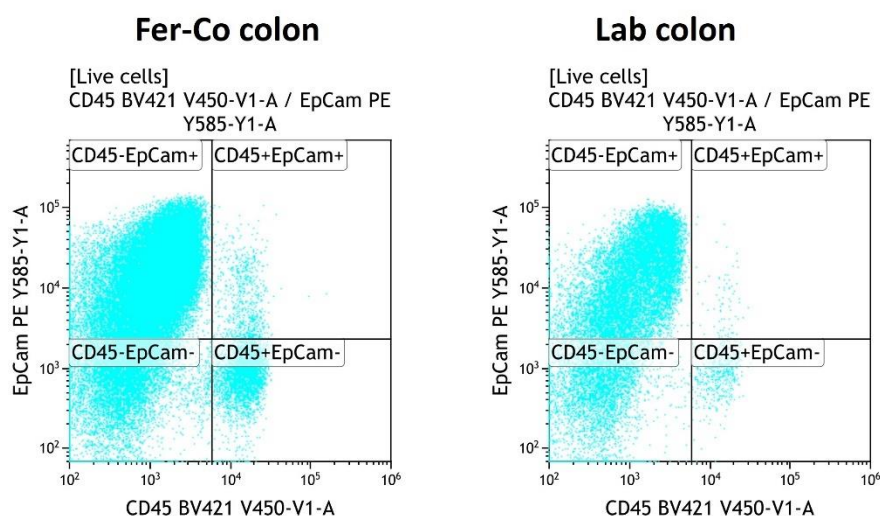 Fer-Co colon
[Live cells]
CD45 BV421 V450-V1-A / EpCam PE
Y585-Y1-A
CD45-EpCam+
CD45+EpCam+
CD45-EpCam-
CD45+EpCam-
EpCam PE Y585-Y1-A
10⁵
10⁴
10³
10²
10²
10³
10⁴
10⁵
10⁶
CD45 BV421 V450-V1-A
Lab colon
[Live cells]
CD45 BV421 V450-V1-A / EpCam PE
Y585-Y1-A
CD45-EpCam+
CD45+EpCam+
CD45-EpCam-
CD45+EpCam-
EpCam PE Y585-Y1-A
10⁵
10⁴
10³
10²
10²
10³
10⁴
10⁵
10⁶
CD45 BV421 V450-V1-A